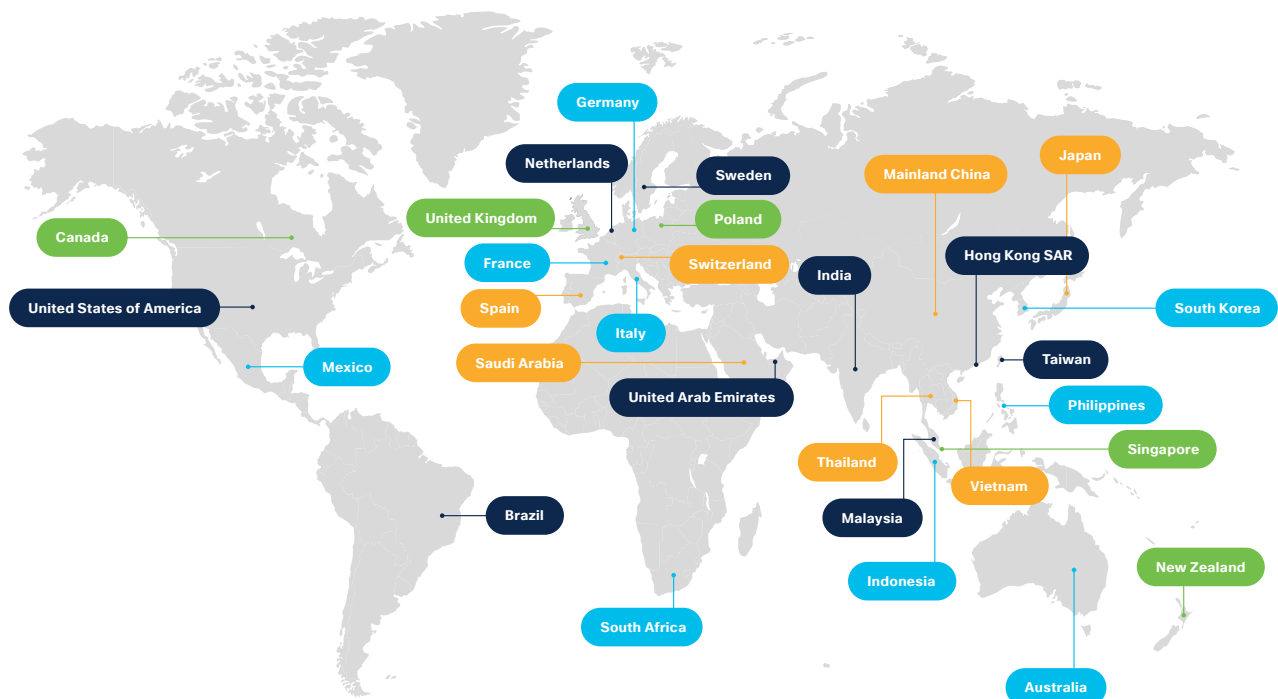 Germany
Netherlands
Sweden
Mainland China
Japan
United Kingdom
Poland
Canada
France
Switzerland
India
Hong Kong SAR
United States of America
Spain
Italy
South Korea
Mexico
Saudi Arabia
United Arab Emirates
Taiwan
Philippines
Thailand
Singapore
Vietnam
Brazil
Malaysia
Indonesia
New Zealand
South Africa
Australia